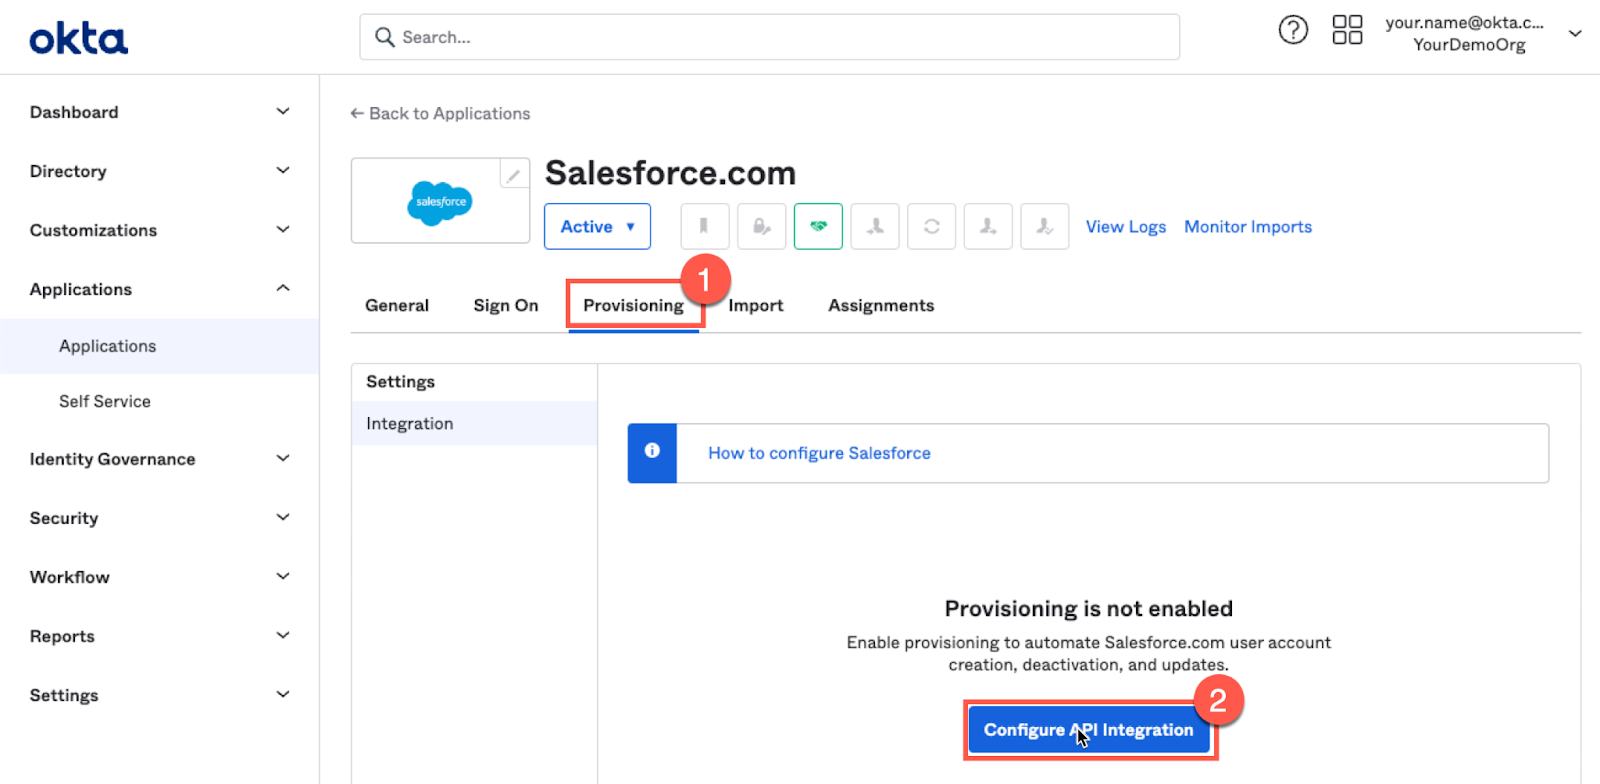 okta
Search...
your.name@okta.c...
YourDemoOrg
Dashboard
Directory
Customizations
Applications
Applications
Self Service
Identity Governance
Security
Workflow
Reports
Settings
← Back to Applications
salesforce
Salesforce.com
Active
View Logs
Monitor Imports
1
General
Sign On
Provisioning
Import
Assignments
Settings
Integration
How to configure Salesforce
Provisioning is not enabled
Enable provisioning to automate Salesforce.com user account
creation, deactivation, and updates.
2
Configure API Integration